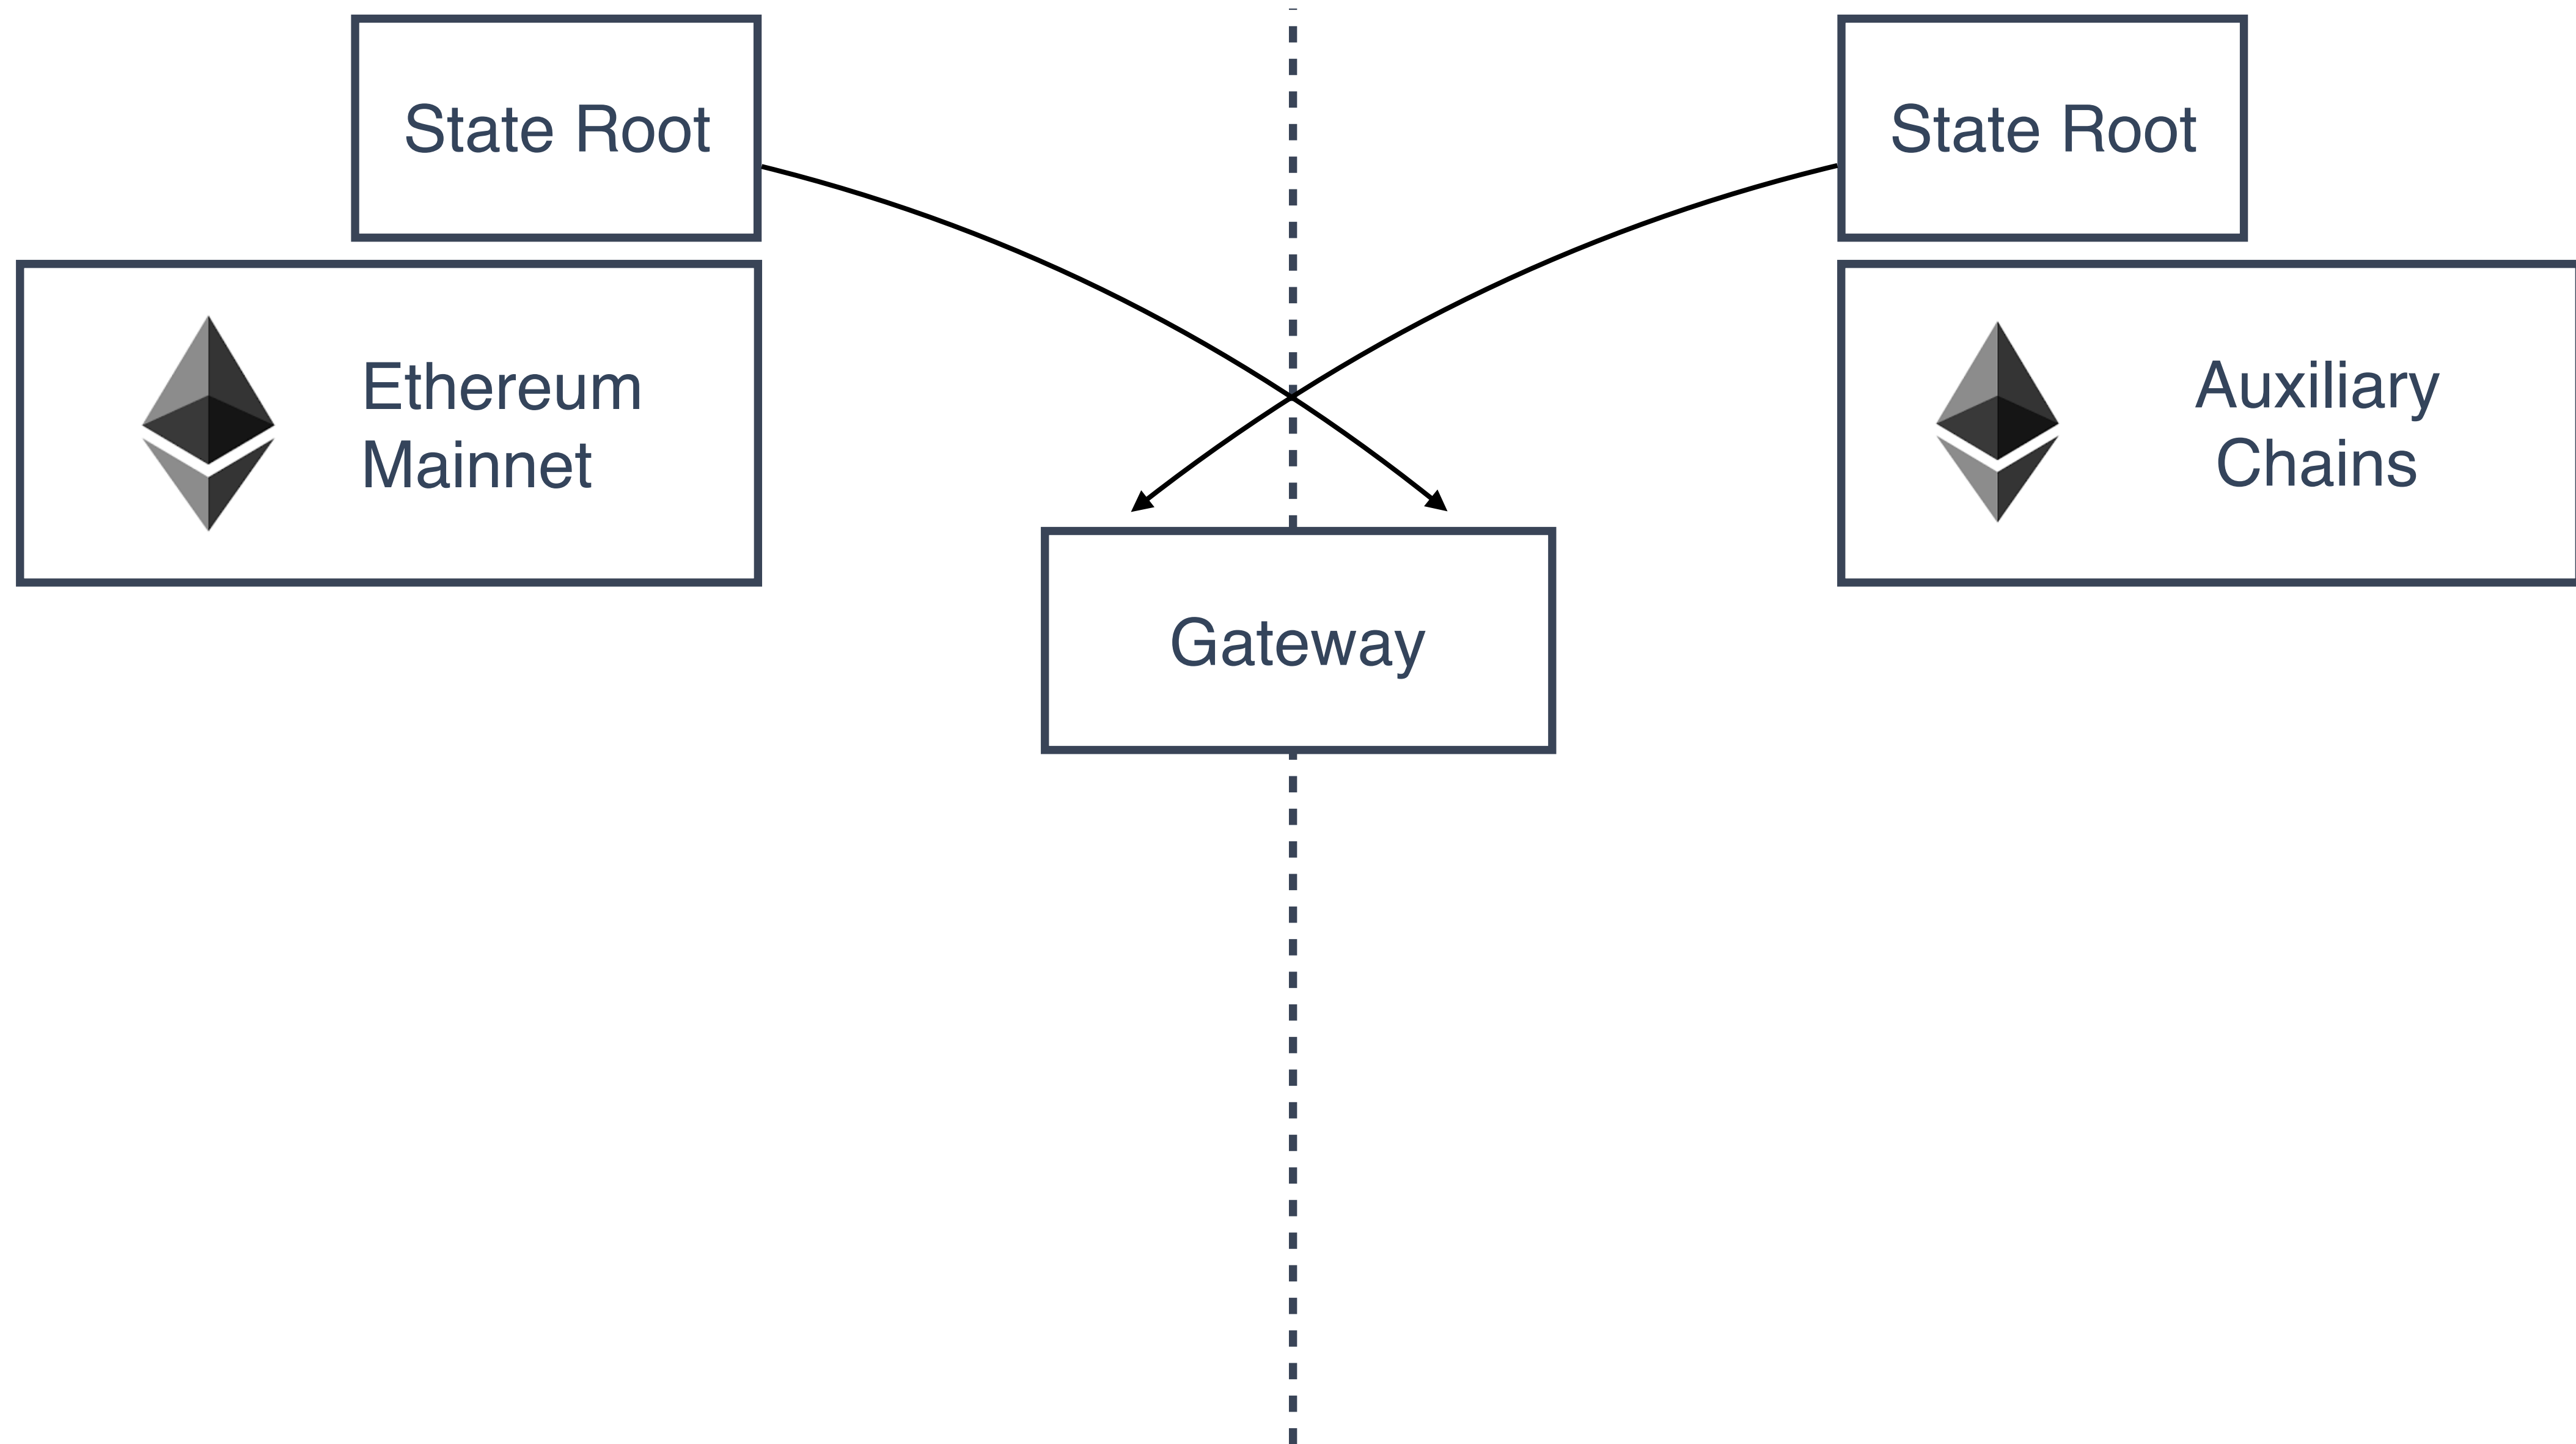 State Root
State Root
Ethereum
Mainnet
Auxiliary
Chains
Gateway